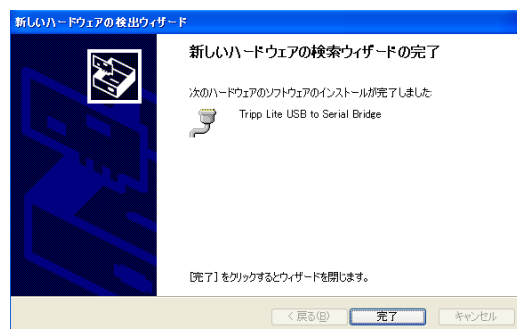 新しいハードウェアの検出ウィザード
新しいハードウェアの検索ウィザードの完了
次のハードウェアのソフトウェアのインストールが完了しました:
Tripp Lite USB to Serial Bridge
[完了] をクリックするとウィザードを閉じます。
< 戻る(B)
完了
キャンセル